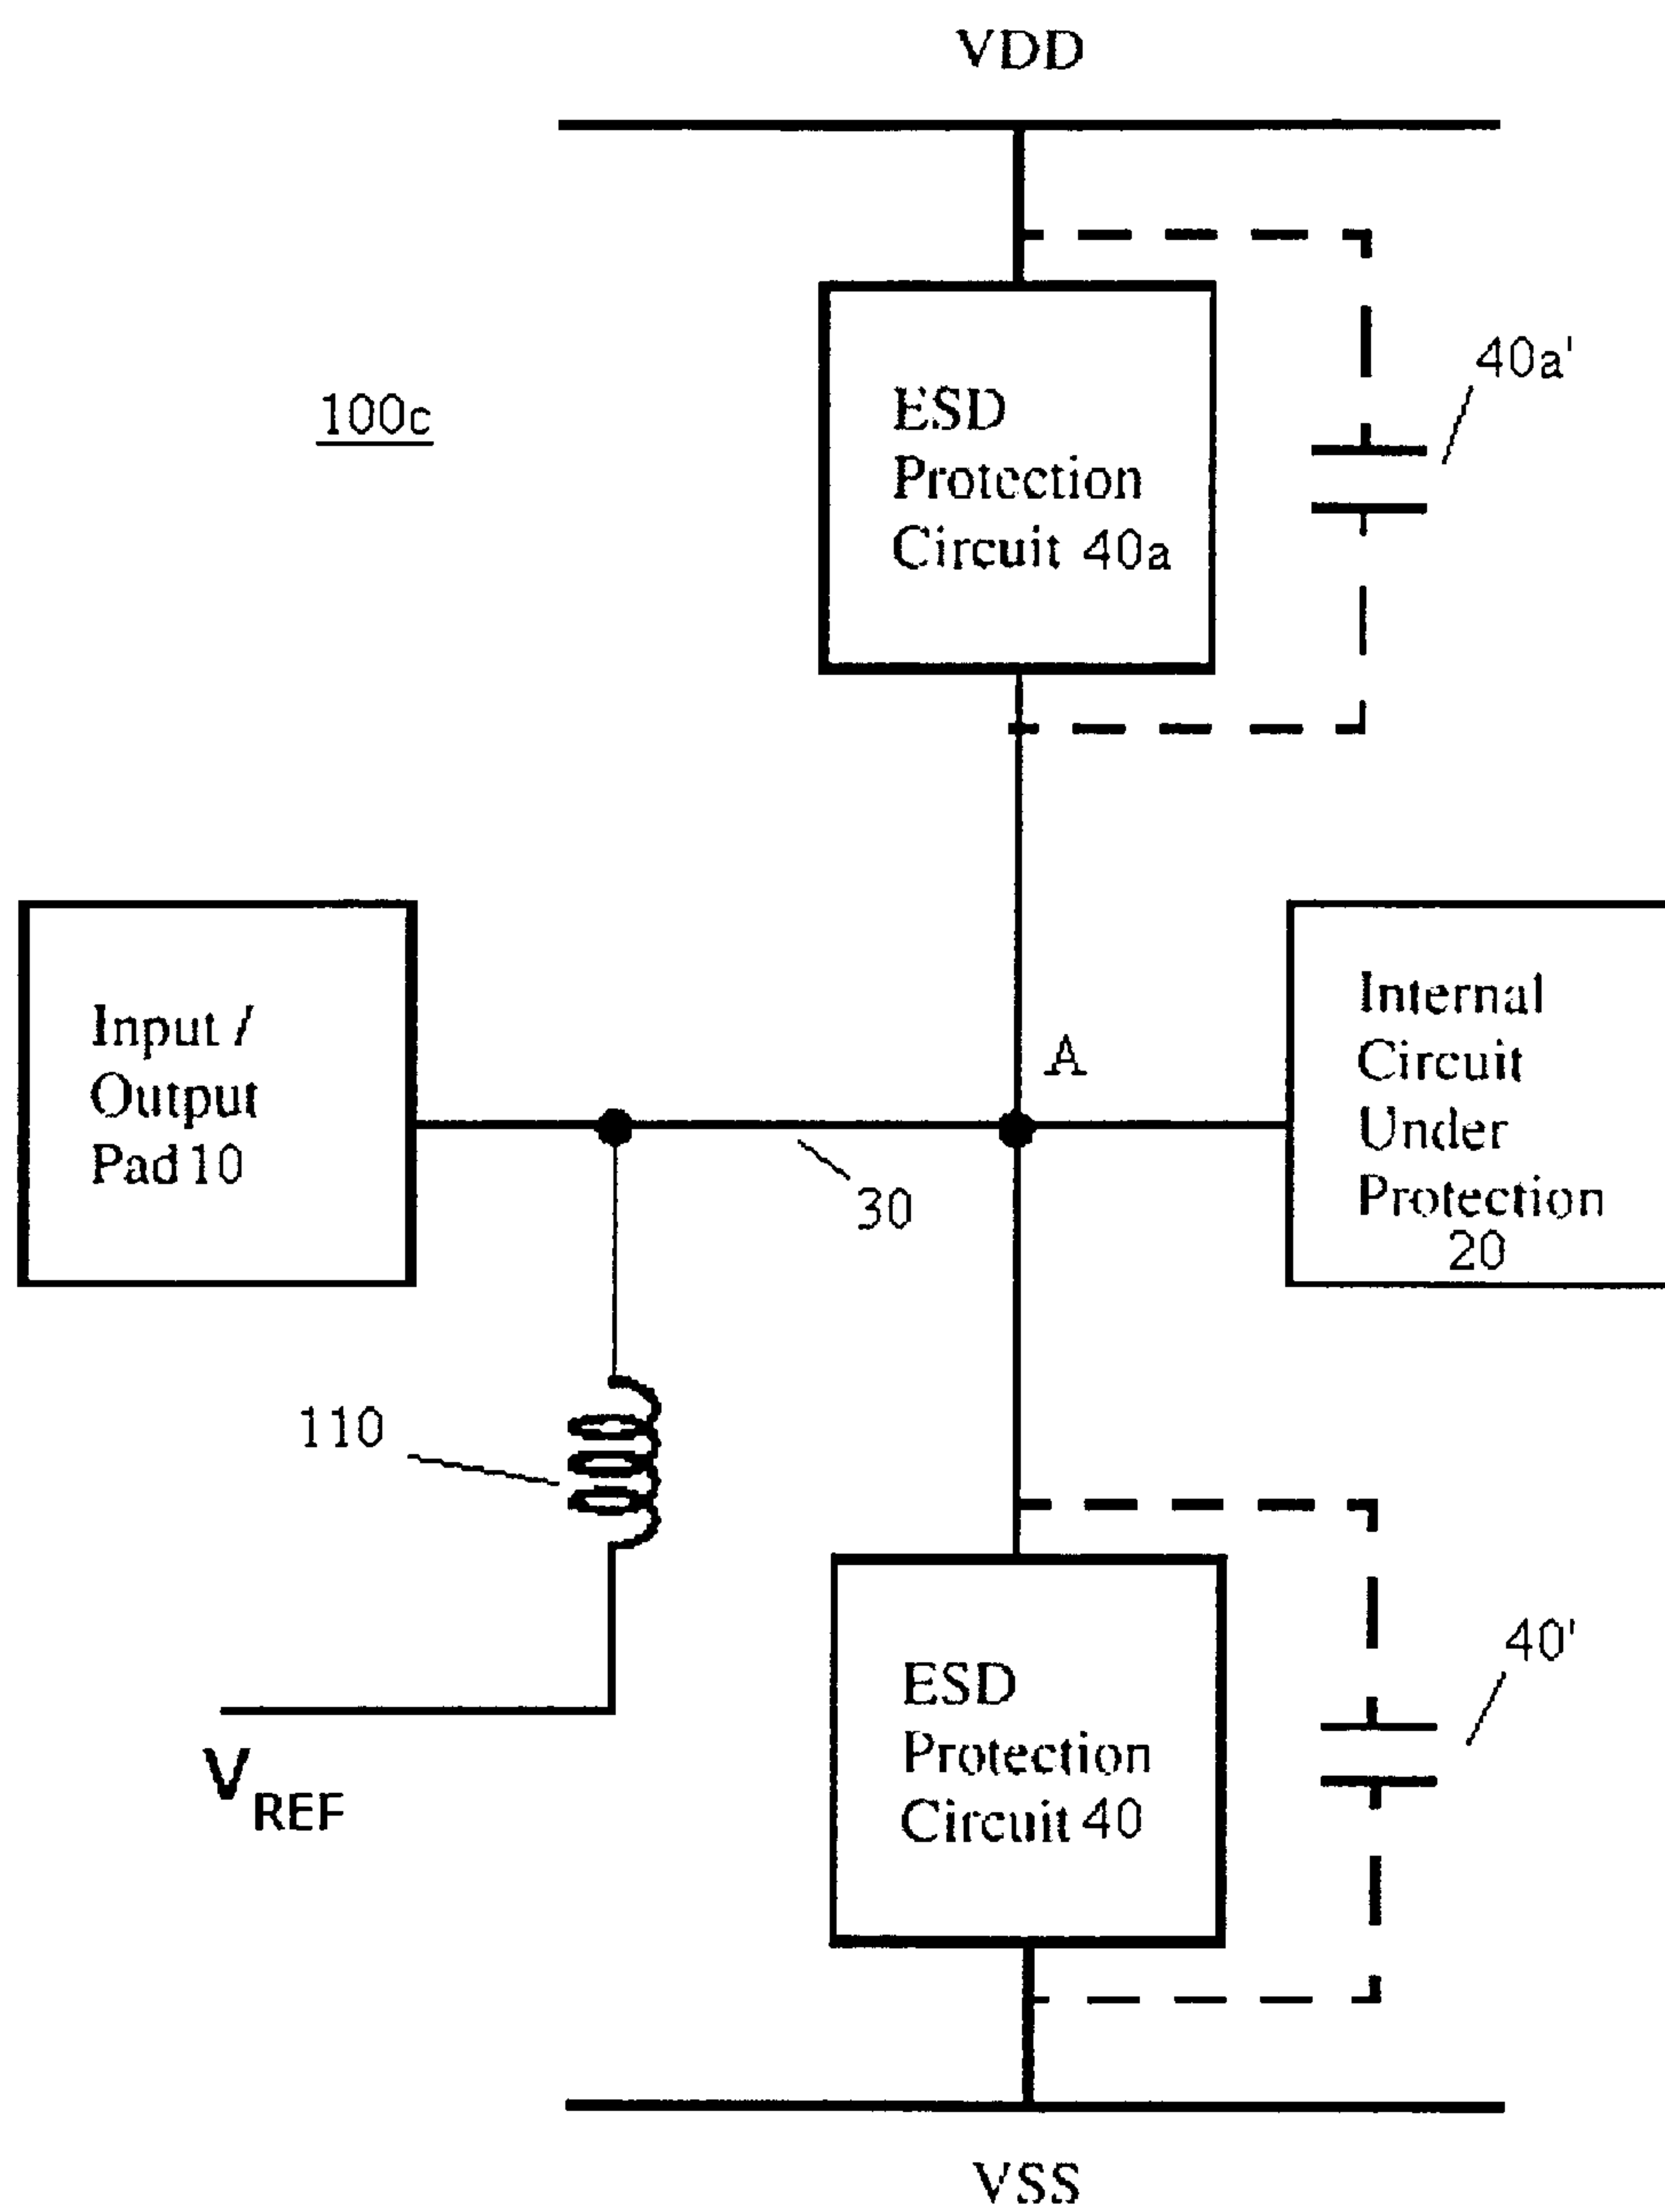 VDD
100c
ESD
Protection
Circuit 40a
40a'
Input /
Output
Pad 10
A
30
Internal
Circuit
Under
Protection
20
110
VREF
ESD
Protection
Circuit 40
40'
VSS